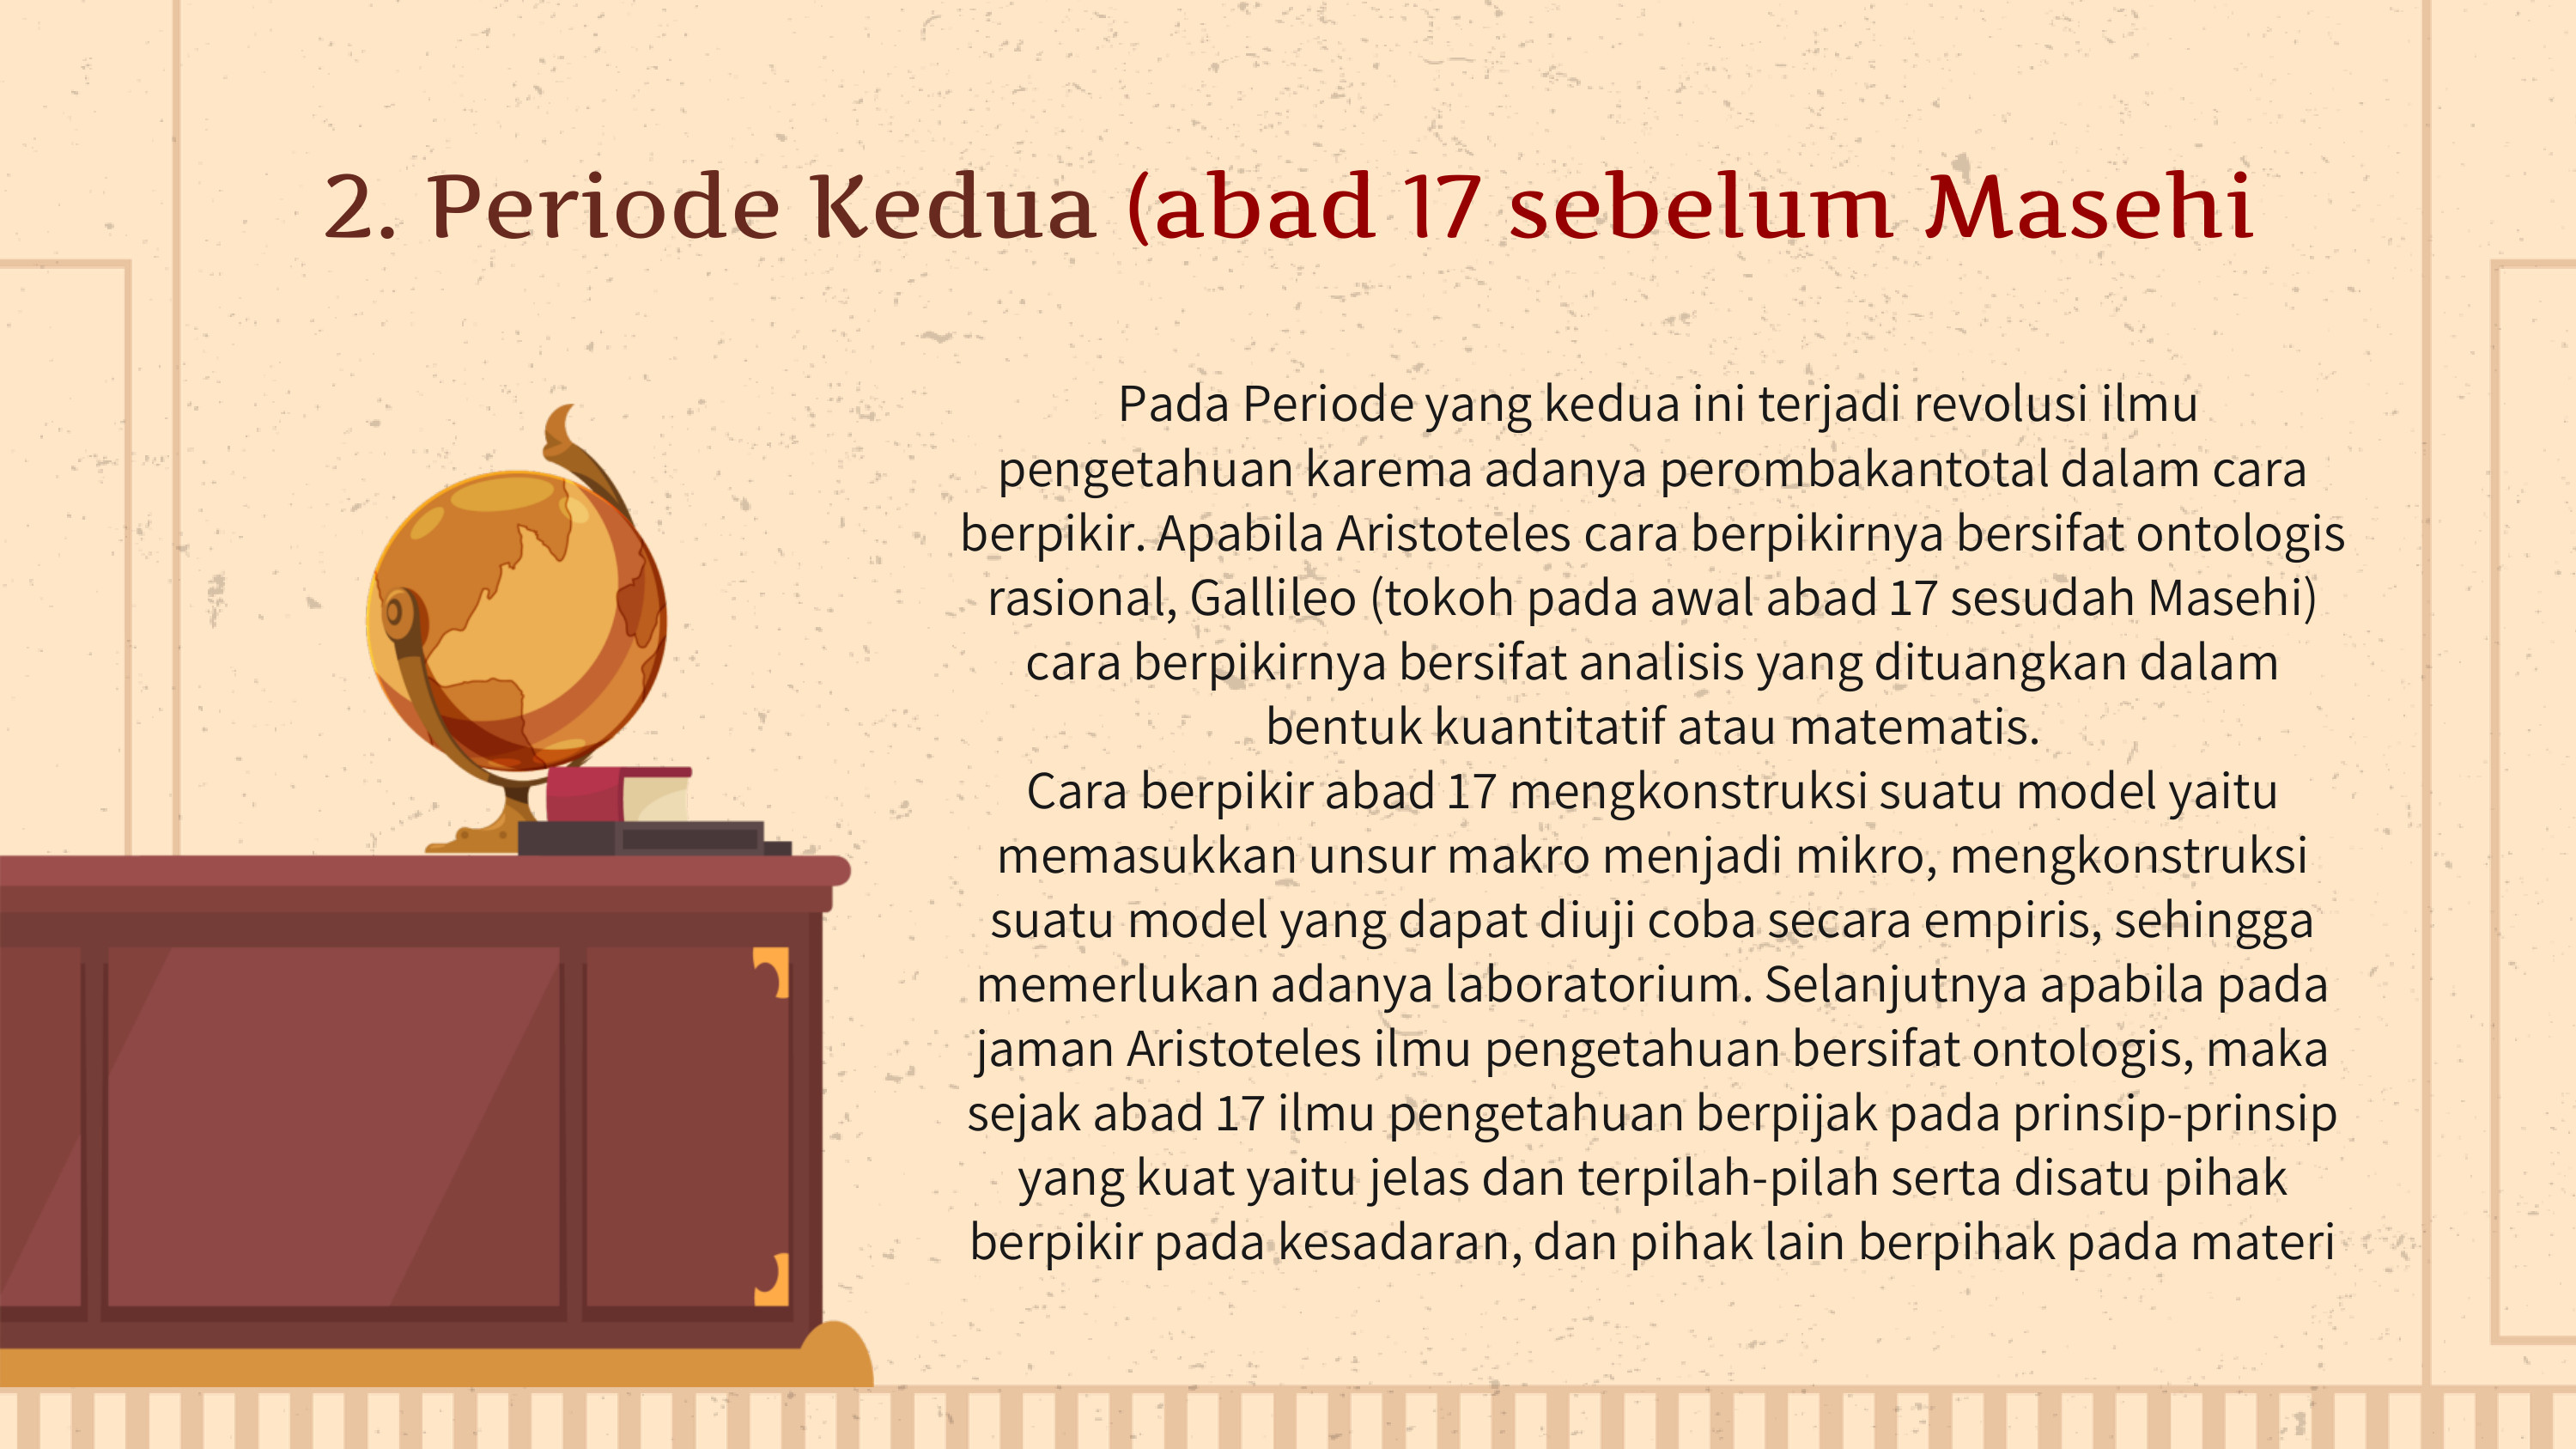 2. Periode Kedua (abad 17 sebelum Masehi
Pada Periode yang kedua ini terjadi revolusi ilmu
pengetahuan karema adanya perombakantotal dalam cara
berpikir. Apabila Aristoteles cara berpikirnya bersifat ontologis
rasional, Gallileo (tokoh pada awal abad 17 sesudah Masehi)
cara berpikirnya bersifat analisis yang dituangkan dalam
bentuk kuantitatif atau matematis.
Cara berpikir abad 17 mengkonstruksi suatu model yaitu
memasukkan unsur makro menjadi mikro, mengkonstruksi
suatu model yang dapat diuji coba secara empiris, sehingga
memerlukan adanya laboratorium. Selanjutnya apabila pada
jaman Aristoteles ilmu pengetahuan bersifat ontologis, maka
sejak abad 17 ilmu pengetahuan berpijak pada prinsip-prinsip
yang kuat yaitu jelas dan terpilah-pilah serta disatu pihak
berpikir pada kesadaran, dan pihak lain berpihak pada materi